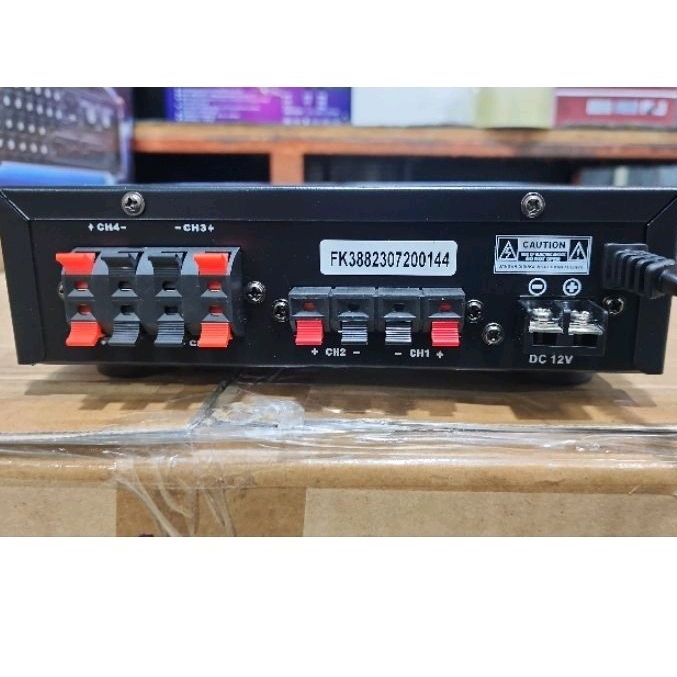 + CH4-
- CH3+
FK3882307200144
CAUTION
+ CH2 -
- CH1 +
DC 12V